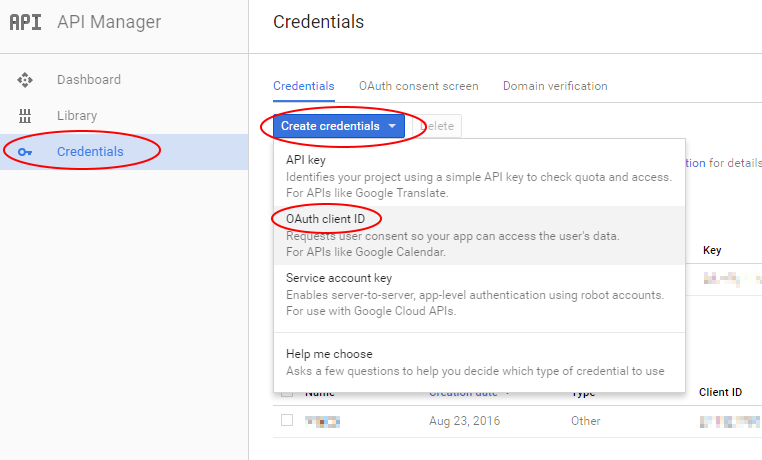 API API Manager
Credentials
Dashboard
Library
Credentials
Credentials OAuth consent screen Domain verification
Create credentials Delete
API key
Identifies your project using a simple API key to check quota and access.
For APIs like Google Translate.
for details
OAuth client ID
Requests user consent so your app can access the user's data.
For APIs like Google Calendar.
Key
Service account key
Enables server-to-server, app-level authentication using robot accounts.
For use with Google Cloud APIs.
Help me choose
Asks a few questions to help you decide which type of credential to use
Name Creation date Type Client ID
Aug 23, 2016 Other